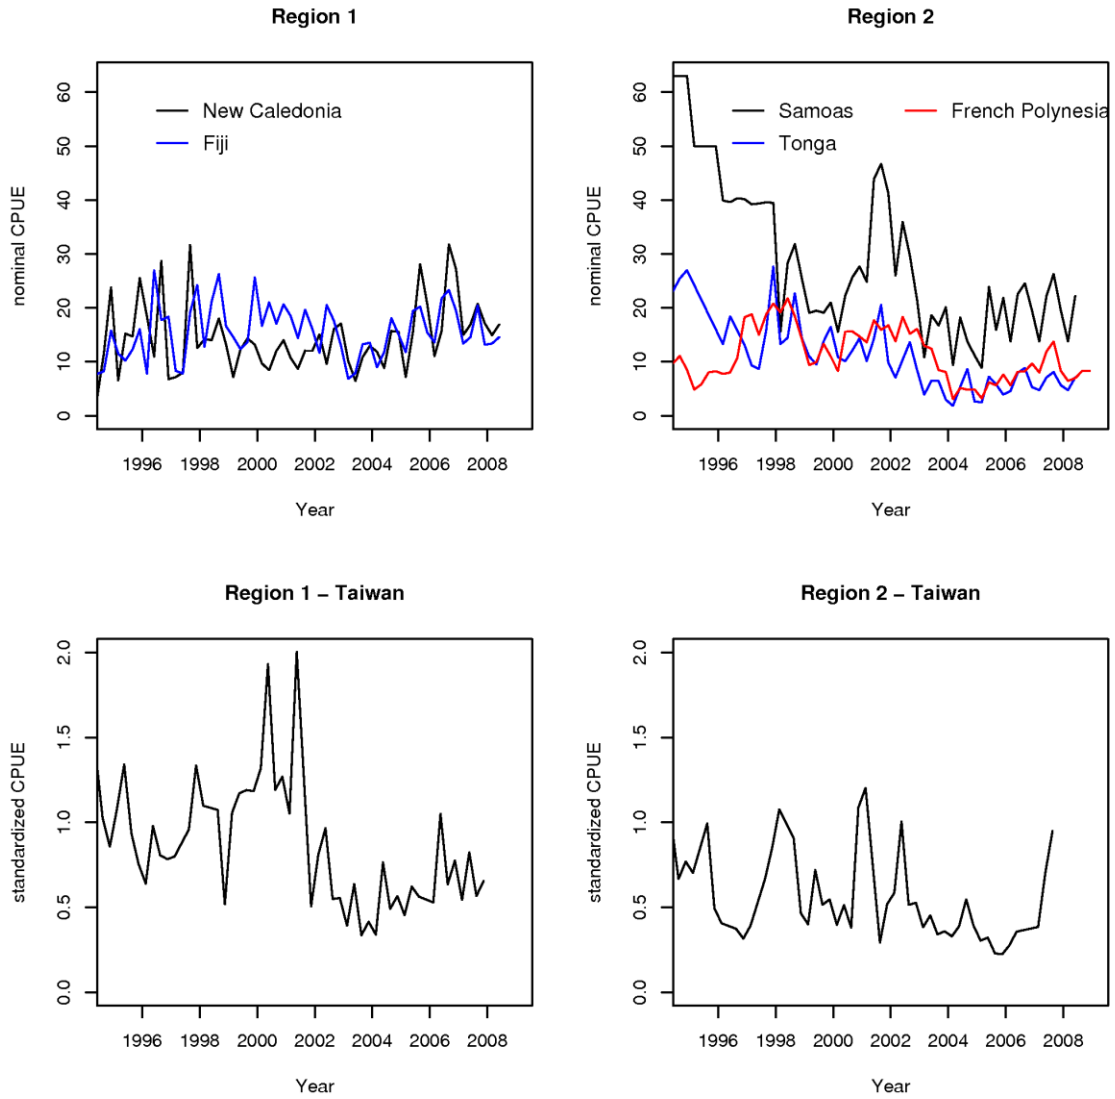 Region 1
nominal CPUE
60
50
40
30
20
10
0
New Caledonia
Fiji
1996 1998 2000 2002 2004 2006 2008
Year
Region 2
nominal CPUE
60
50
40
30
20
10
0
Samoas French Polynesia
Tonga
1996 1998 2000 2002 2004 2006 2008
Year
Region 1 – Taiwan
standardized CPUE
2.0
1.5
1.0
0.5
0.0
1996 1998 2000 2002 2004 2006 2008
Year
Region 2 – Taiwan
standardized CPUE
2.0
1.5
1.0
0.5
0.0
1996 1998 2000 2002 2004 2006 2008
Year